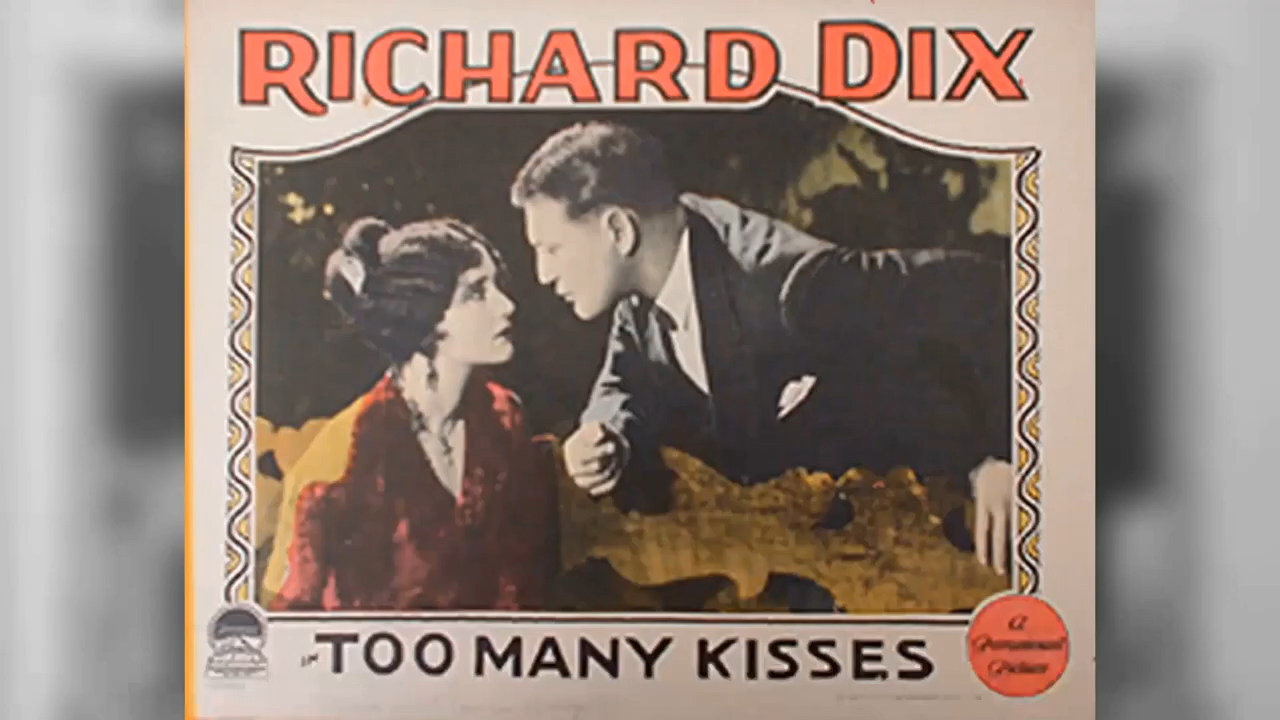 RICHARD DIX
IN TOO MANY KISSES
A
Paramount
Picture